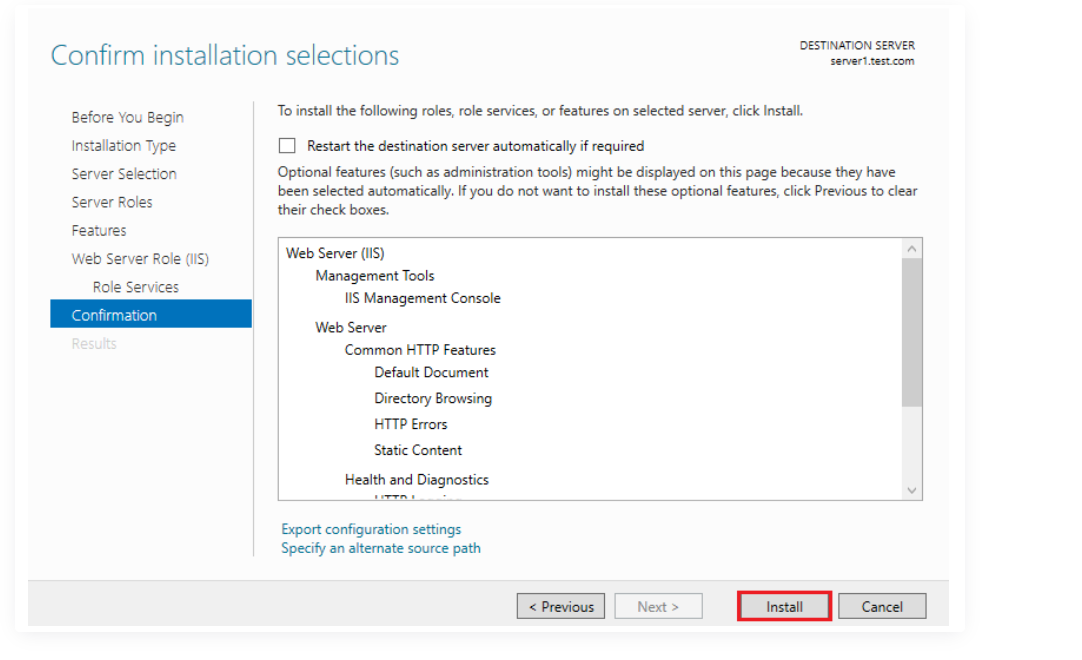 Confirm installation selections
DESTINATION SERVER
server1.test.com
Before You Begin
Installation Type
Server Selection
Server Roles
Features
Web Server Role (IIS)
Role Services
Confirmation
Results
To install the following roles, role services, or features on selected server, click Install.
Restart the destination server automatically if required
Optional features (such as administration tools) might be displayed on this page because they have
been selected automatically. If you do not want to install these optional features, click Previous to clear
their check boxes.
Web Server (IIS)
Management Tools
IIS Management Console
Web Server
Common HTTP Features
Default Document
Directory Browsing
HTTP Errors
Static Content
Health and Diagnostics
Export configuration settings
Specify an alternate source path
< Previous
Next >
Install
Cancel